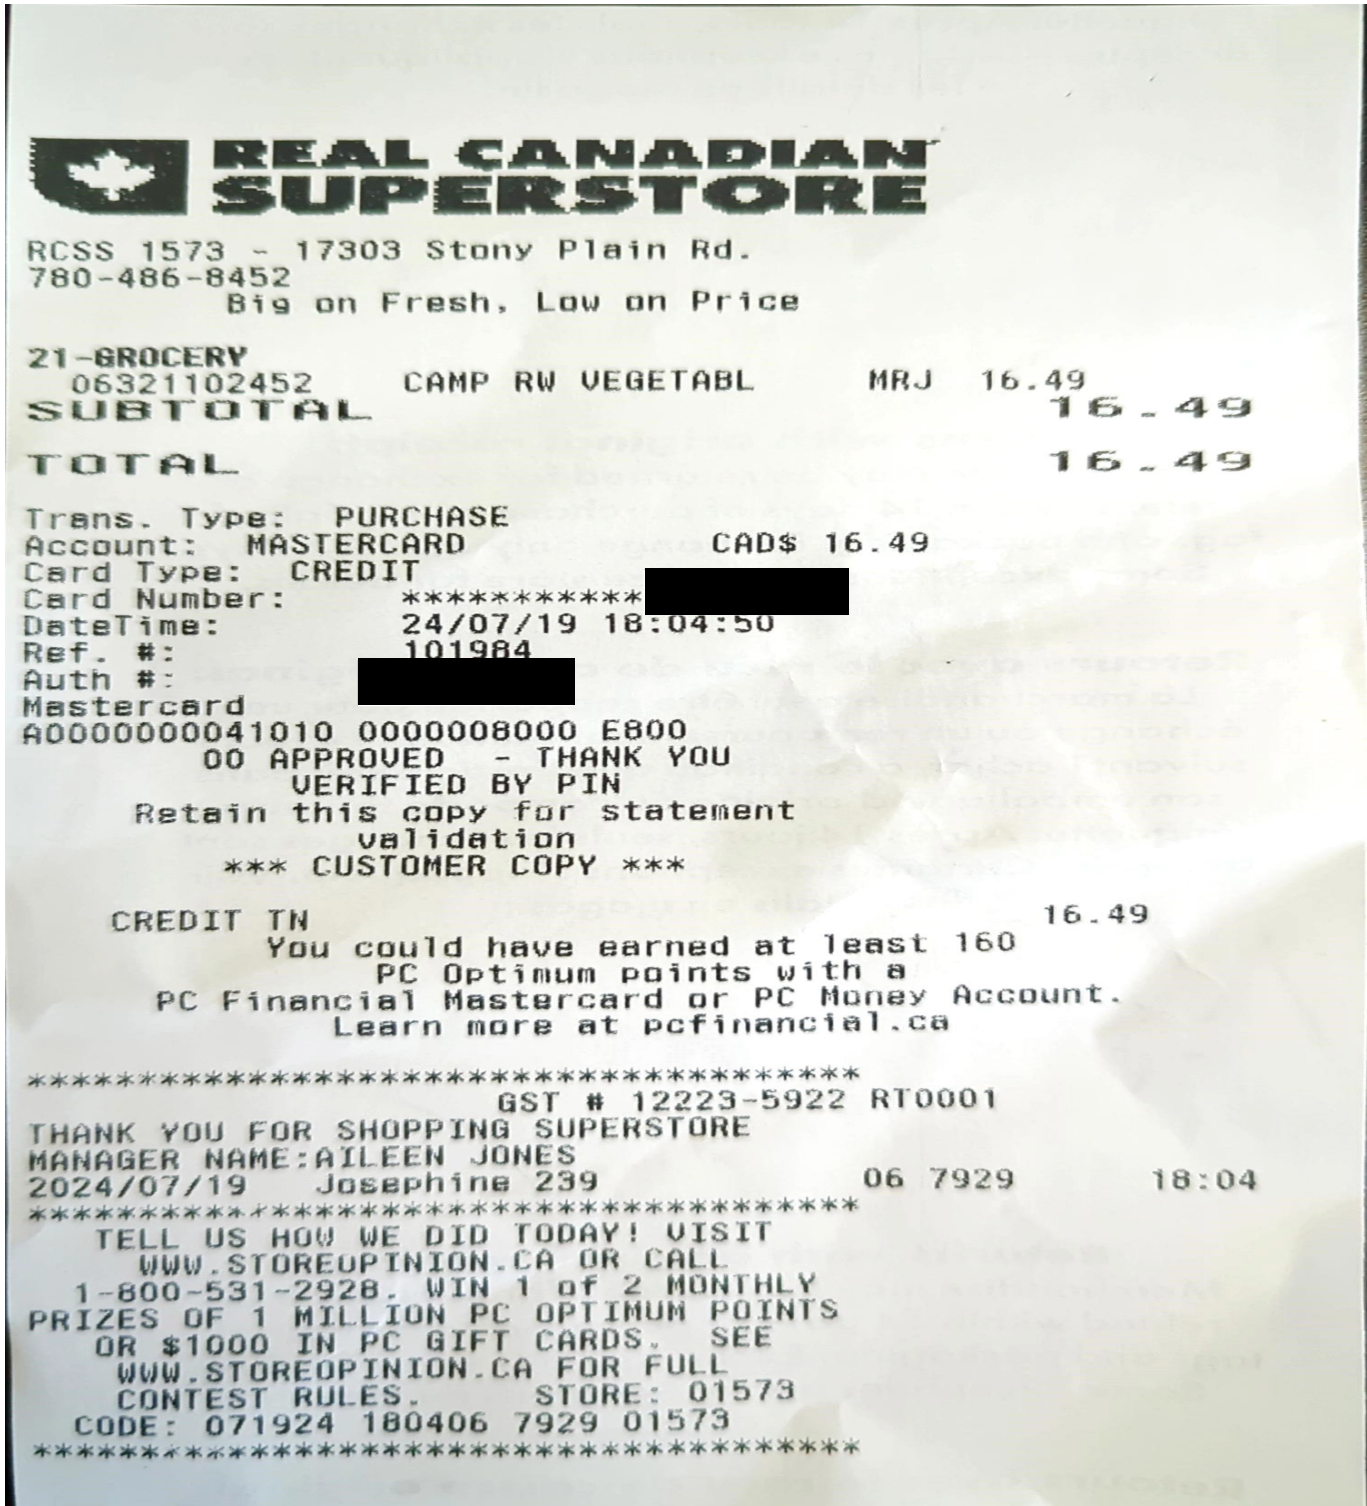 REAL CANADIAN
SUPERSTORE
RCSS 1573 - 17303 Stony Plain Rd.
780-486-8452
Big on Fresh, Low on Price
21-GROCERY
06321102452 CAMP RW VEGETABL MRJ 16.49
SUBTOTAL 16.49
TOTAL 16.49
Trans. Type: PURCHASE
Account: MASTERCARD CAD$ 16.49
Card Type: CREDIT
Card Number: ***********
DateTime: 24/07/19 18:04:50
Ref. #: 101984
Auth #:
Mastercard
A0000000041010 0000008000 E800
00 APPROVED - THANK YOU
VERIFIED BY PIN
Retain this copy for statement
validation
*** CUSTOMER COPY ***
CREDIT TN 16.49
You could have earned at least 160
PC Optimum points with a
PC Financial Mastercard or PC Money Account.
Learn more at pcfinancial.ca
**************************************
GST # 12223-5922 RT0001
THANK YOU FOR SHOPPING SUPERSTORE
MANAGER NAME:AILEEN JONES
2024/07/19 Josephine 239 06 7929 18:04
**************************************
TELL US HOW WE DID TODAY! VISIT
WWW.STOREOPINION.CA OR CALL
1-800-531-2928. WIN 1 of 2 MONTHLY
PRIZES OF 1 MILLION PC OPTIMUM POINTS
OR $1000 IN PC GIFT CARDS. SEE
WWW.STOREOPINION.CA FOR FULL
CONTEST RULES. STORE: 01573
CODE: 071924 180406 7929 01573
**************************************